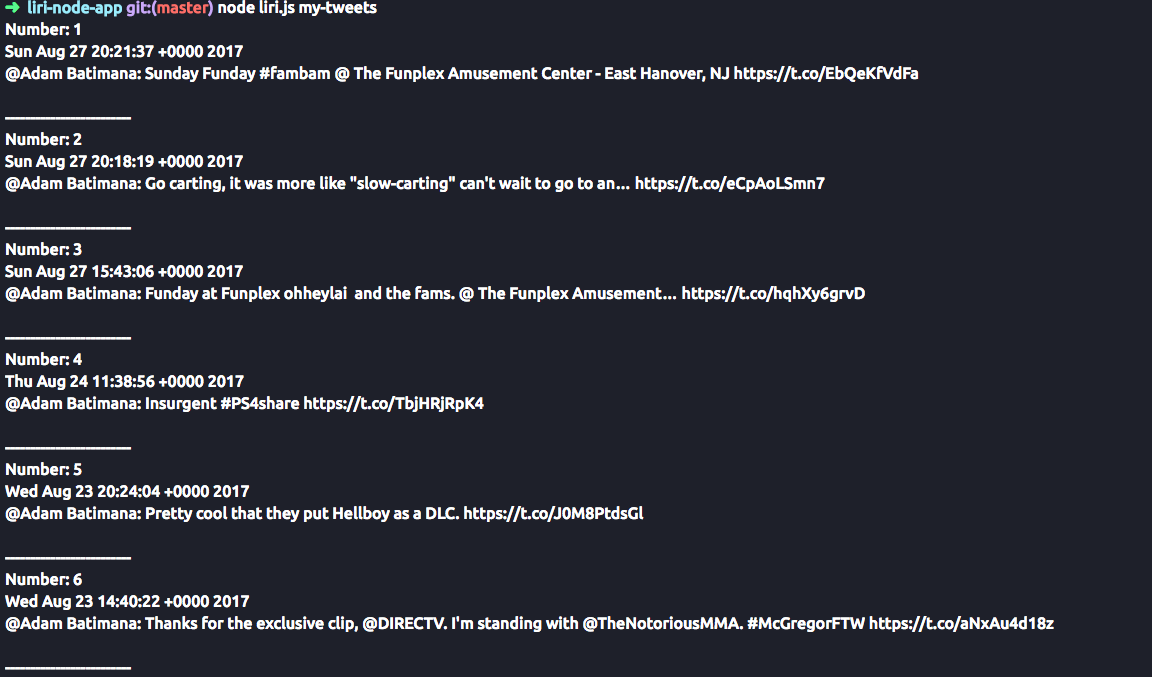 ➜ liri-node-app git:(master) node liri.js my-tweets
Number: 1
Sun Aug 27 20:21:37 +0000 2017
@Adam Batimana: Sunday Funday #fambam @ The Funplex Amusement Center - East Hanover, NJ https://t.co/EbQeKfVdFa
-------------------------
Number: 2
Sun Aug 27 20:18:19 +0000 2017
@Adam Batimana: Go carting, it was more like "slow-carting" can't wait to go to an… https://t.co/eCpAoLSmn7
-------------------------
Number: 3
Sun Aug 27 15:43:06 +0000 2017
@Adam Batimana: Funday at Funplex ohheylai  and the fams. @ The Funplex Amusement… https://t.co/hqhXy6grvD
-------------------------
Number: 4
Thu Aug 24 11:38:56 +0000 2017
@Adam Batimana: Insurgent #PS4share https://t.co/TbjHRjRpK4
-------------------------
Number: 5
Wed Aug 23 20:24:04 +0000 2017
@Adam Batimana: Pretty cool that they put Hellboy as a DLC. https://t.co/J0M8PtdsGl
-------------------------
Number: 6
Wed Aug 23 14:40:22 +0000 2017
@Adam Batimana: Thanks for the exclusive clip, @DIRECTV. I'm standing with @TheNotoriousMMA. #McGregorFTW https://t.co/aNxAu4d18z
-------------------------